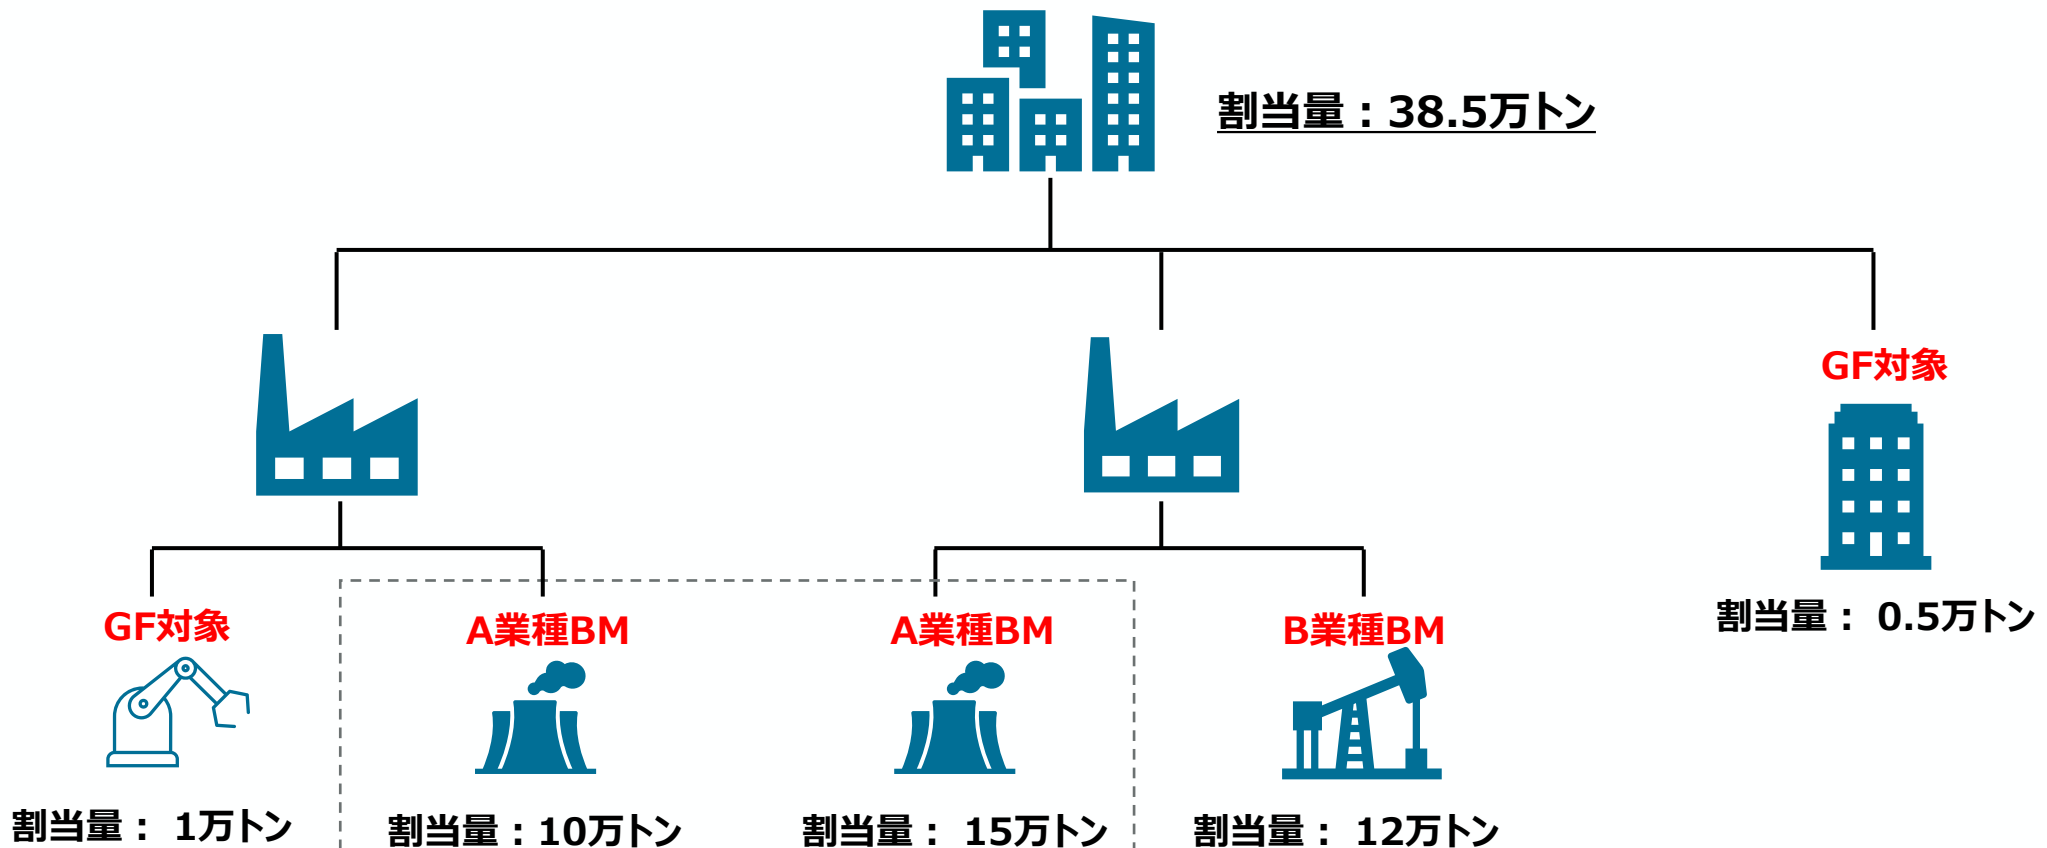 割当量：38.5万トン
GF対象
割当量： 0.5万トン
GF対象
A業種BM
A業種BM
B業種BM
割当量： 1万トン
割当量：10万トン
割当量： 15万トン
割当量： 12万トン